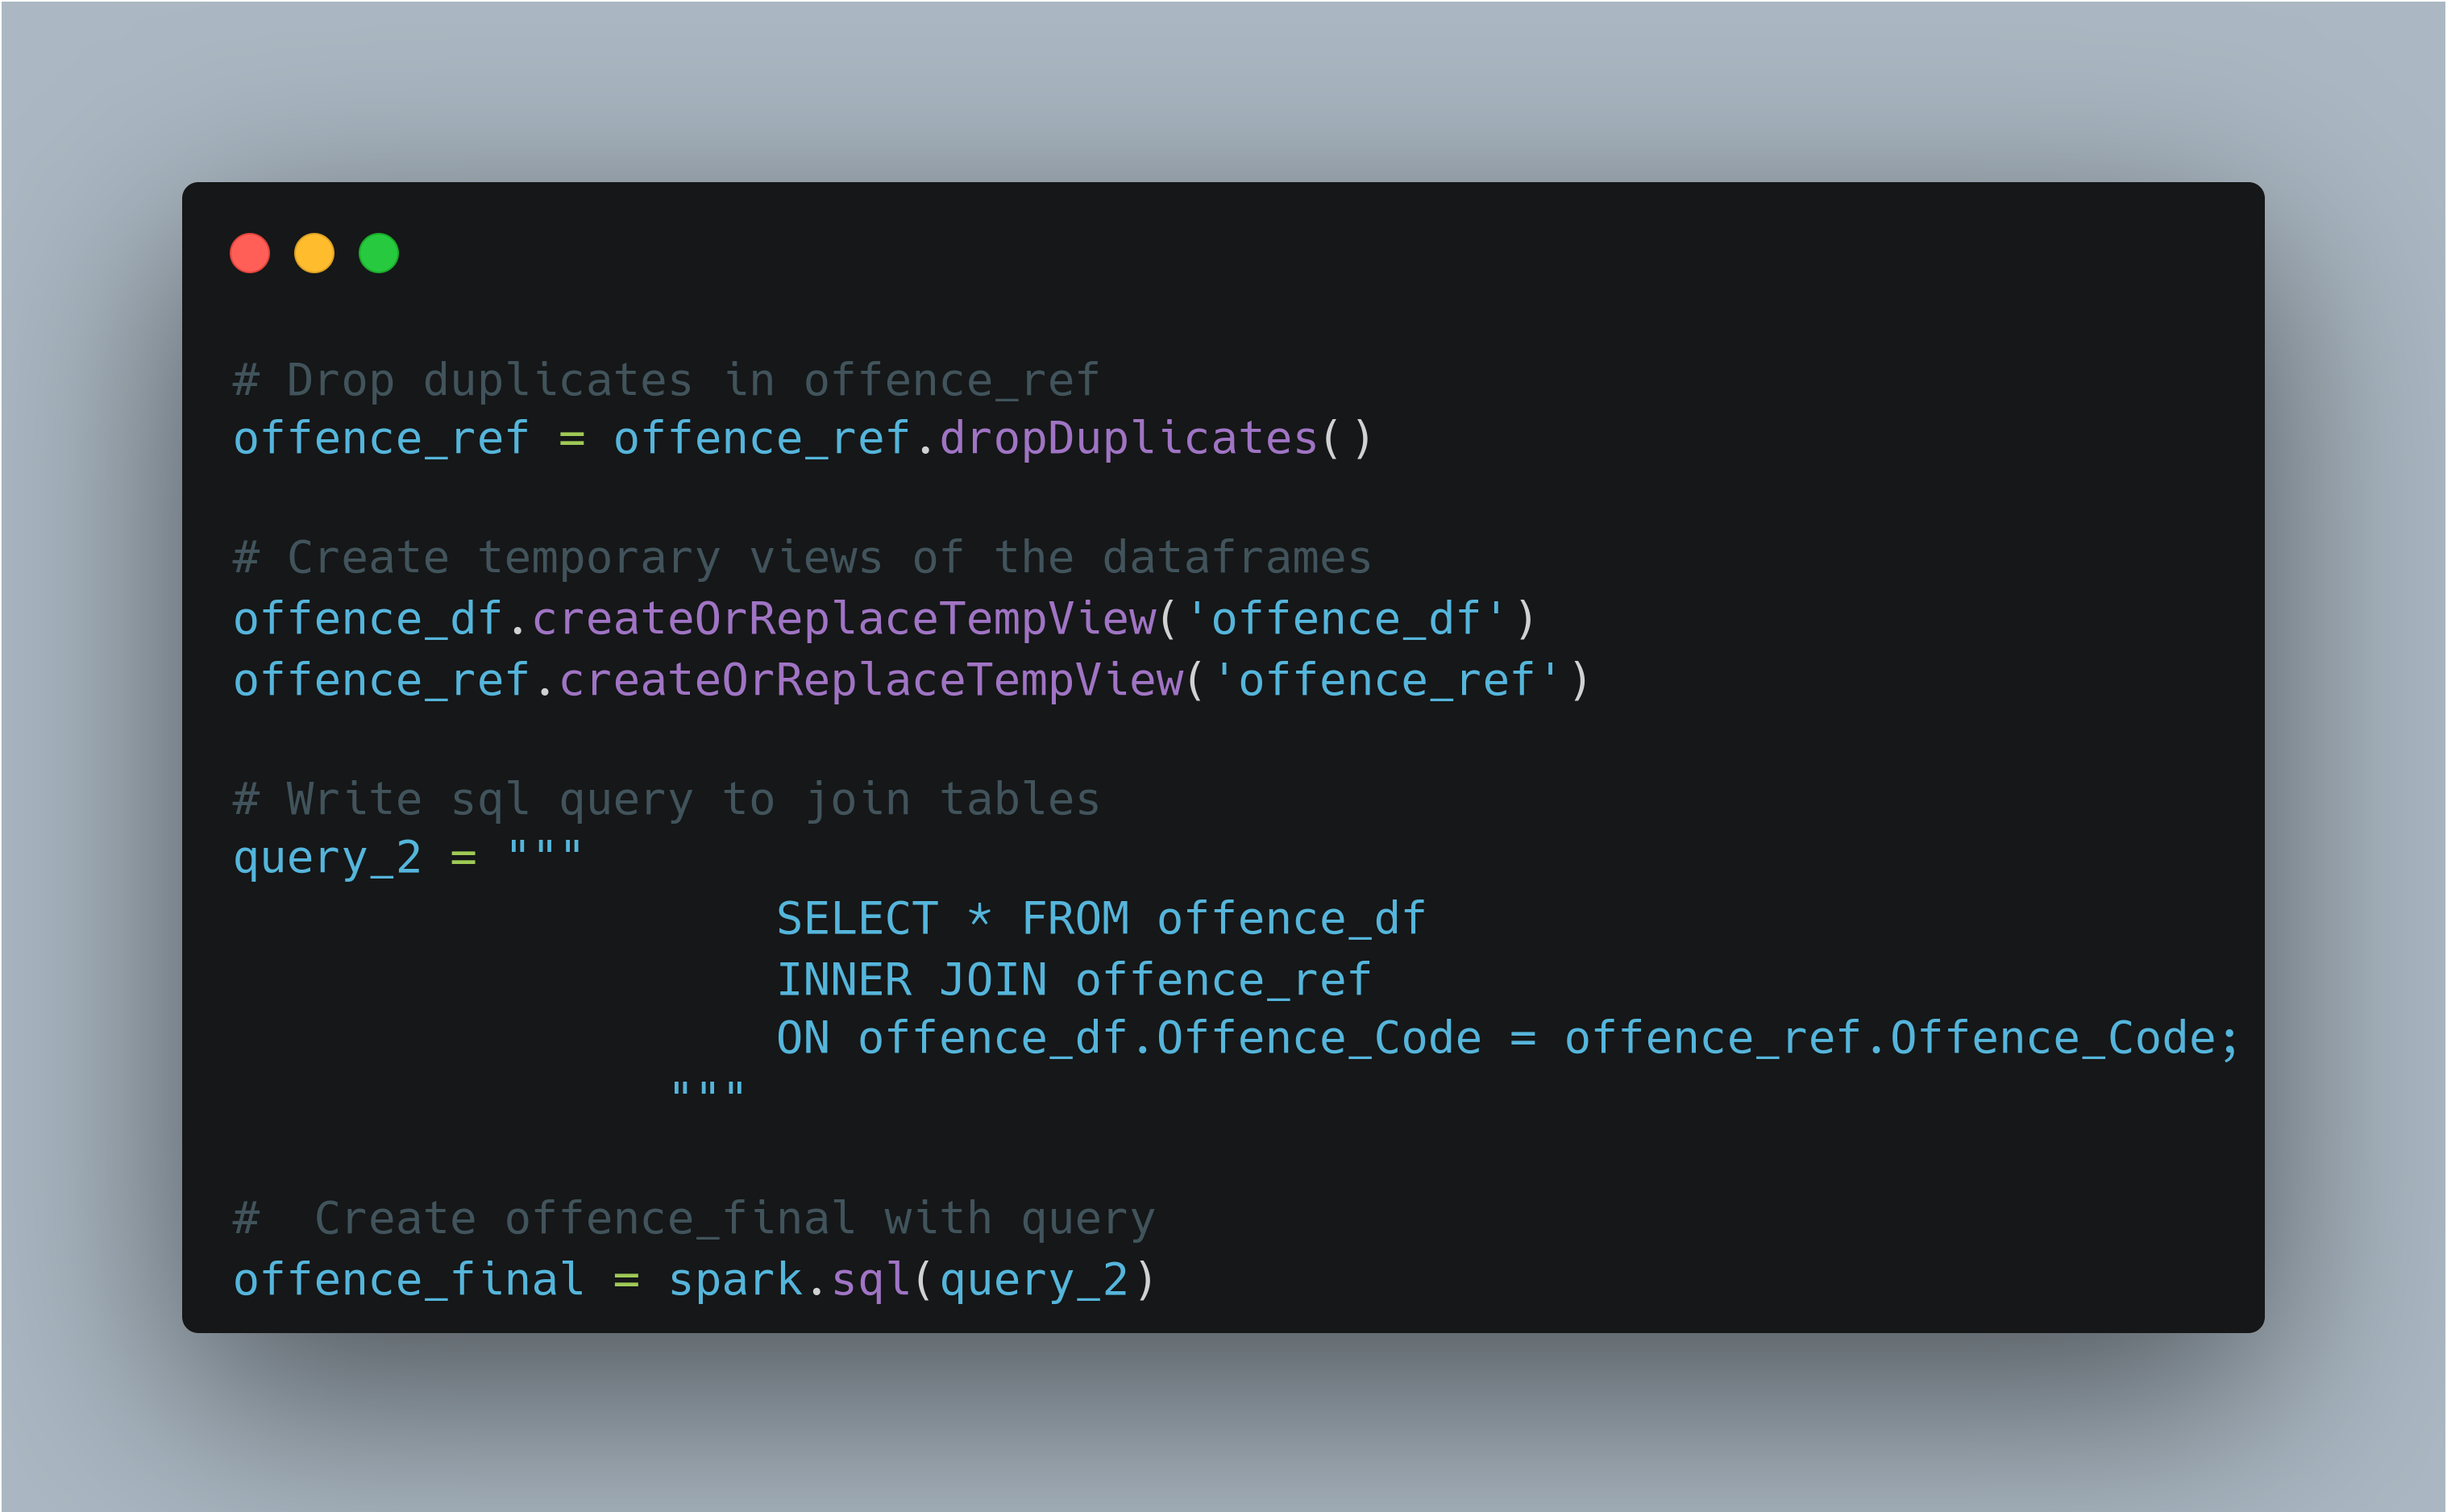 # Drop duplicates in offence_ref
offence_ref = offence_ref.dropDuplicates()
# Create temporary views of the dataframes
offence_df.createOrReplaceTempView('offence_df')
offence_ref.createOrReplaceTempView('offence_ref')
# Write sql query to join tables
query_2 = """
SELECT * FROM offence_df
INNER JOIN offence_ref
ON offence_df.Offence_Code = offence_ref.Offence_Code;
"""
#  Create offence_final with query
offence_final = spark.sql(query_2)